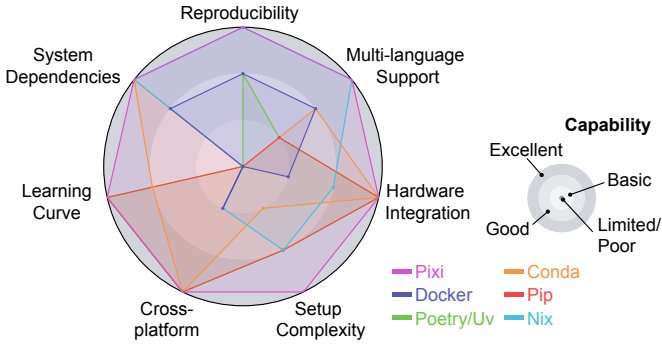 Reproducibility
System
Dependencies
Multi-language
Support
Learning
Curve
Hardware
Integration
Cross-
platform
Setup
Complexity
Capability
Excellent
Basic
Good
Limited/
Poor
Pixi
Conda
Docker
Pip
Poetry/Uv
Nix